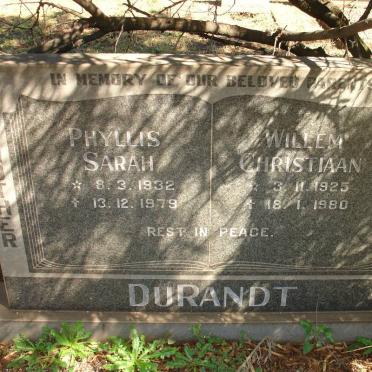 IN MEMORY OF OUR BELOVED PARENTS
PHYLLIS
SARAH
☆ 8.3.1932
✝ 13.12.1979
WILLEM
CHRISTIAAN
☆ 3.11.1925
✝ 18.1.1980
REST IN PEACE.
DURANDT